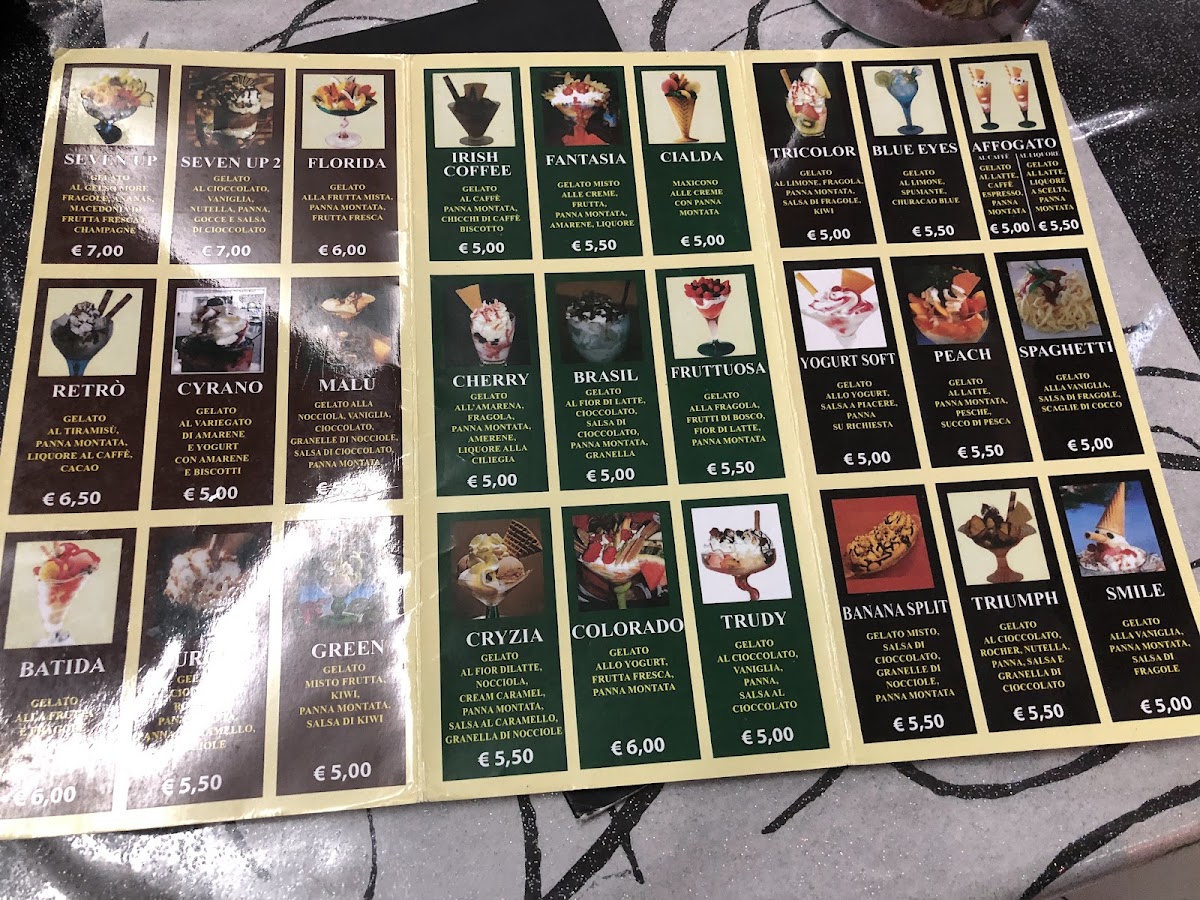 SEVEN UP
GELATO
AL GELSO MORE
FRAGOLE, ANANAS,
MACEDONIA DI
FRUTTA FRESCA,
CHAMPAGNE
€ 7,00
SEVEN UP 2
GELATO
AL CIOCCOLATO,
VANIGLIA,
NUTELLA, PANNA,
GOCCE E SALSA
DI CIOCCOLATO
€ 7,00
FLORIDA
GELATO
ALLA FRUTTA MISTA,
PANNA MONTATA,
FRUTTA FRESCA
€ 6,00
RETRÒ
GELATO
AL TIRAMISÙ,
PANNA MONTATA,
LIQUORE AL CAFFÈ,
CACAO
€ 6,50
CYRANO
GELATO
AL VARIEGATO
DI AMARENE
E YOGURT
CON AMARENE
E BISCOTTI
€ 5,00
MALÙ
GELATO ALLA
NOCCIOLA, VANIGLIA,
CIOCCOLATO,
GRANELLE DI NOCCIOLE,
SALSA DI CIOCCOLATO,
PANNA MONTATA
BATIDA
GELATO
ALLA FRUTTA
E FRAGOLE
€ 6,00
PANNA
NOCCIOLE
€ 5,50
GREEN
GELATO
MISTO FRUTTA,
KIWI,
PANNA MONTATA,
SALSA DI KIWI
€ 5,00
IRISH
COFFEE
GELATO
AL CAFFÈ
PANNA MONTATA,
CHICCHI DI CAFFÈ
BISCOTTO
€ 5,00
FANTASIA
GELATO MISTO
ALLE CREME,
FRUTTA,
PANNA MONTATA,
AMARENE, LIQUORE
€ 5,50
CIALDA
MAXICONO
ALLE CREME
CON PANNA
MONTATA
€ 5,00
CHERRY
GELATO
ALL'AMARENA,
FRAGOLA,
PANNA MONTATA,
AMERENE,
LIQUORE ALLA
CILIEGIA
€ 5,00
BRASIL
GELATO
AL FIOR DI LATTE,
CIOCCOLATO,
SALSA DI
CIOCCOLATO,
PANNA MONTATA,
GRANELLA
€ 5,00
FRUTTUOSA
GELATO
ALLA FRAGOLA,
FRUTTI DI BOSCO,
FIOR DI LATTE,
PANNA MONTATA
€ 5,50
CRYZIA
GELATO
AL FIOR DILATTE,
NOCCIOLA,
CREAM CARAMEL,
PANNA MONTATA,
SALSA AL CARAMELLO,
GRANELLA DI NOCCIOLE
€ 5,50
COLORADO
GELATO
ALLO YOGURT,
FRUTTA FRESCA,
PANNA MONTATA
€ 6,00
TRUDY
GELATO
AL CIOCCOLATO,
VANIGLIA,
PANNA,
SALSA AL
CIOCCOLATO
€ 5,00
TRICOLOR
GELATO
AL LIMONE, FRAGOLA,
PANNA MONTATA,
SALSA DI FRAGOLE,
KIWI
€ 5,00
BLUE EYES
GELATO
AL LIMONE,
SPUMANTE,
CHURACAO BLUE
€ 5,50
AFFOGATO
AL CAFFÈ
GELATO
AL LATTE,
CAFFÈ
ESPRESSO,
PANNA
MONTATA
€ 5,00
AL LIQUORE
GELATO
AL LATTE,
LIQUORE
A SCELTA,
PANNA
MONTATA
€ 5,50
YOGURT SOFT
GELATO
ALLO YOGURT,
SALSA A PIACERE,
PANNA
SU RICHIESTA
€ 5,00
PEACH
GELATO
AL LATTE,
PANNA MONTATA,
PESCHE,
SUCCO DI PESCA
€ 5,50
SPAGHETTI
GELATO
ALLA VANIGLIA,
SALSA DI FRAGOLE,
SCAGLIE DI COCCO
€ 5,00
BANANA SPLIT
GELATO MISTO,
SALSA DI
CIOCCOLATO,
GRANELLE DI
NOCCIOLE,
PANNA MONTATA
€ 5,50
TRIUMPH
GELATO
AL CIOCCOLATO,
ROCHER, NUTELLA,
PANNA, SALSA E
GRANELLA DI
CIOCCOLATO
€ 5,50
SMILE
GELATO
ALLA VANIGLIA,
PANNA MONTATA,
SALSA DI
FRAGOLE
€ 5,00